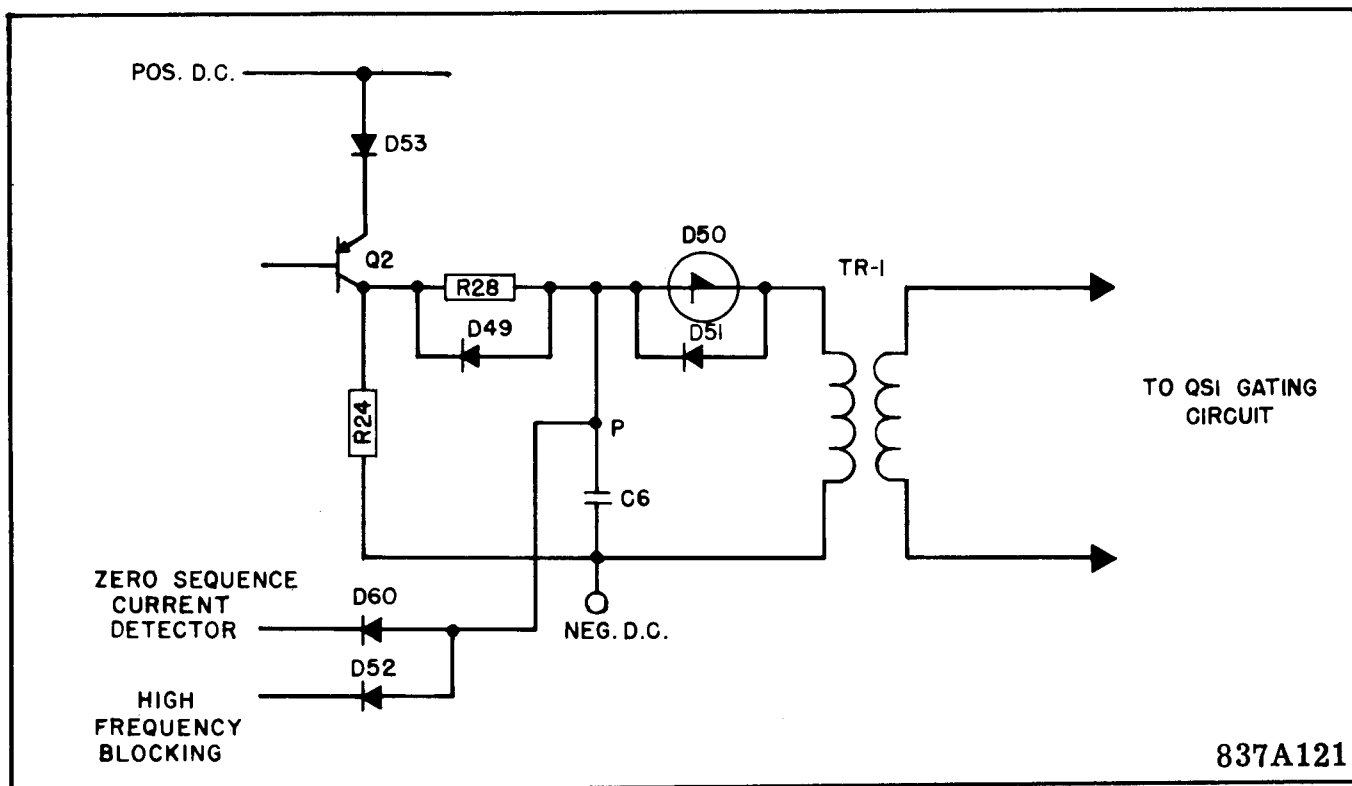 POS. D.C.
D53
Q2
R28
D49
D50
D51
TR-1
R24
P
C6
TO QSI GATING
CIRCUIT
ZERO SEQUENCE
CURRENT
DETECTOR
D60
NEG. D.C.
D52
HIGH
FREQUENCY
BLOCKING
837A121